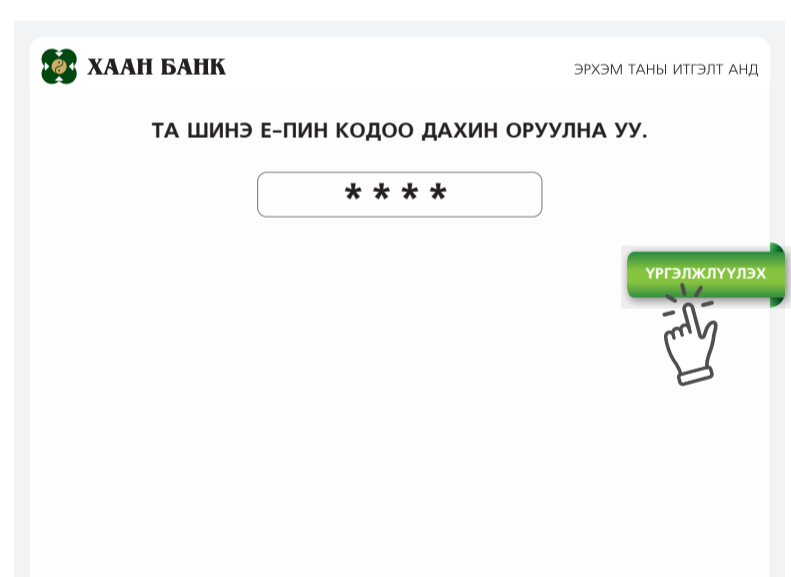 ХААН БАНК
ЭРХЭМ ТАНЫ ИТГЭЛТ АНД
ТА ШИНЭ Е-ПИН КОДОО ДАХИН ОРУУЛНА УУ.
* * * *
ҮРГЭЛЖЛҮҮЛЭХ